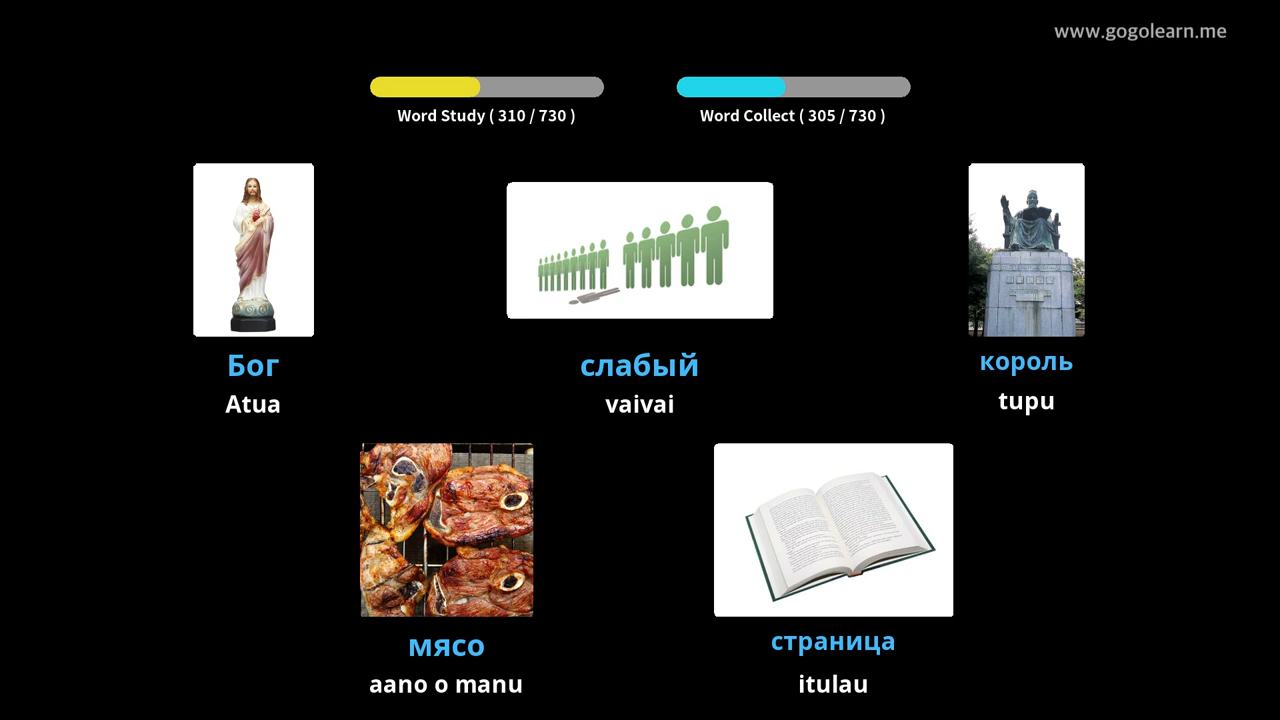 www.gogolearn.me
Word Study ( 310 / 730 )
Word Collect ( 305 / 730 )
Бог
Atua
слабый
vaivai
король
tupu
мясо
aano o manu
страница
itulau